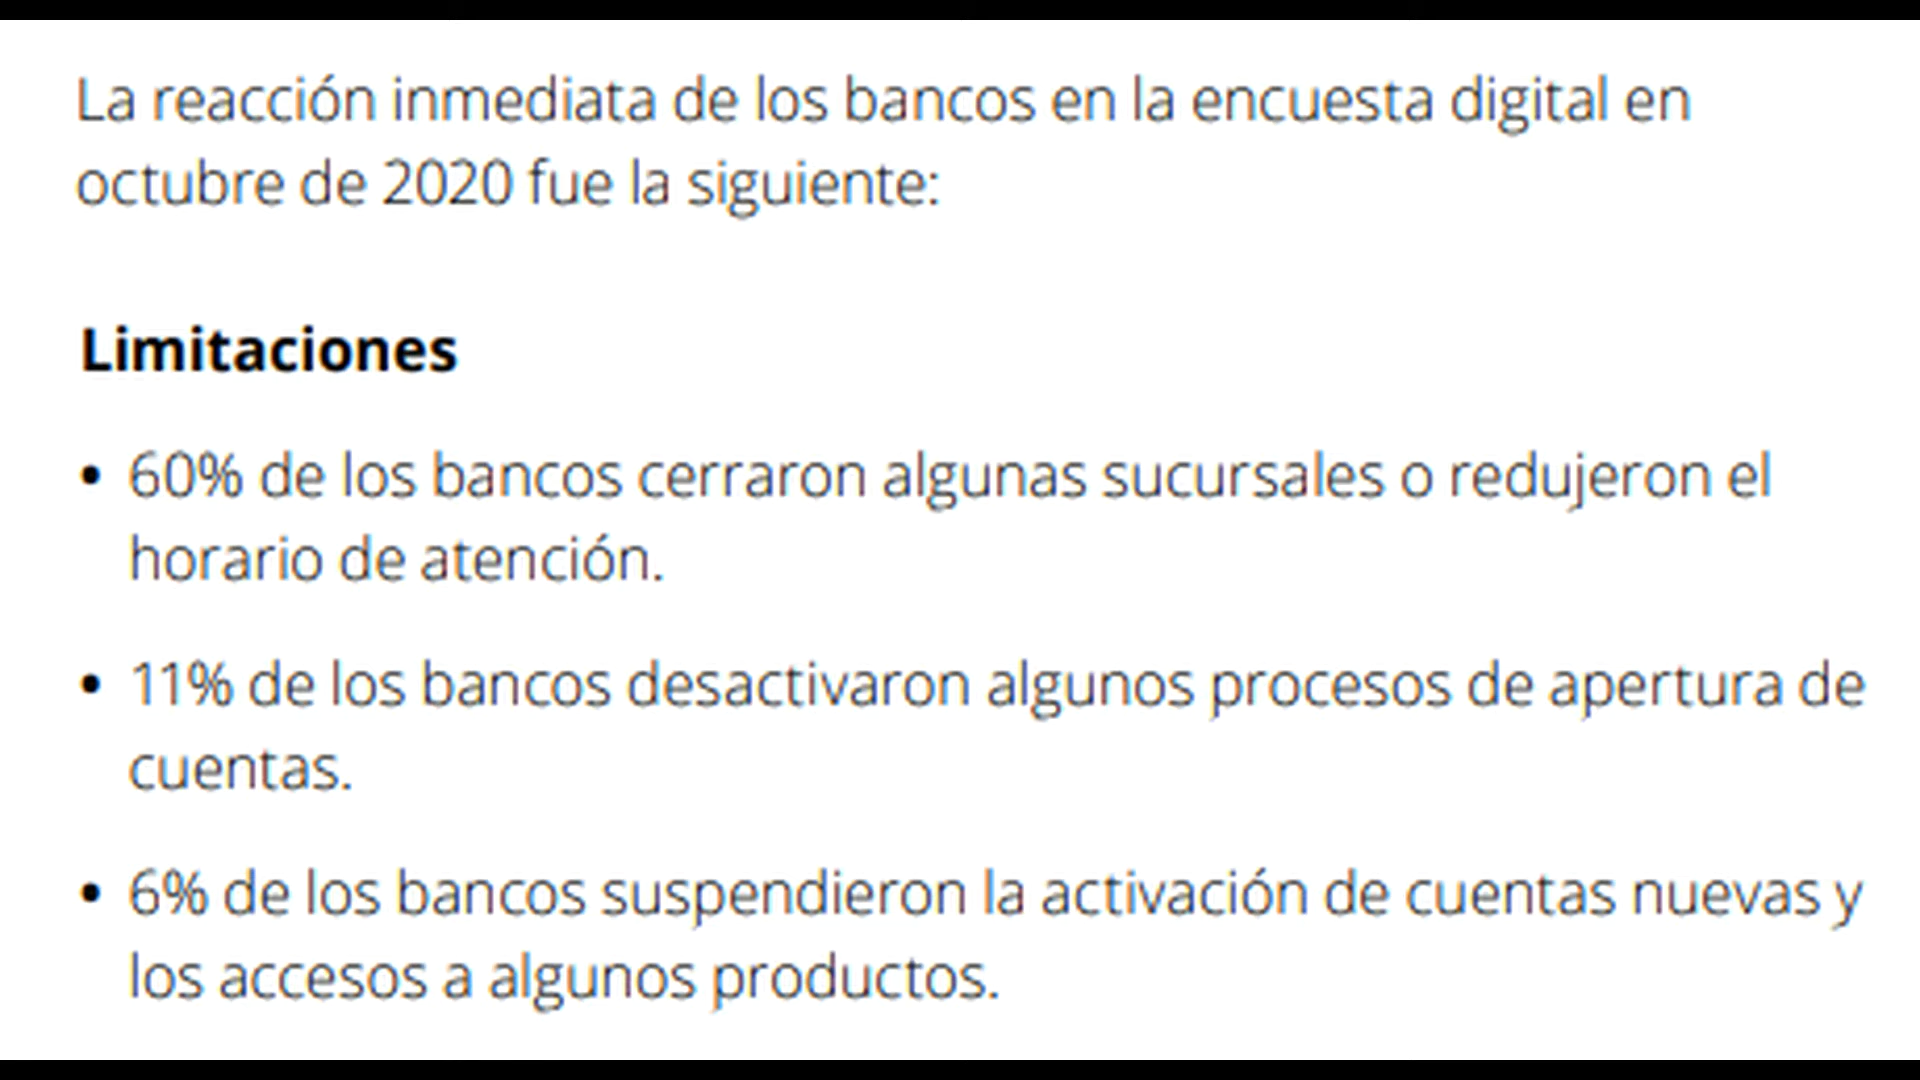 La reacción inmediata de los bancos en la encuesta digital en
octubre de 2020 fue la siguiente:
Limitaciones
• 60% de los bancos cerraron algunas sucursales o redujeron el
horario de atención.
• 11% de los bancos desactivaron algunos procesos de apertura de
cuentas.
• 6% de los bancos suspendieron la activación de cuentas nuevas y
los accesos a algunos productos.